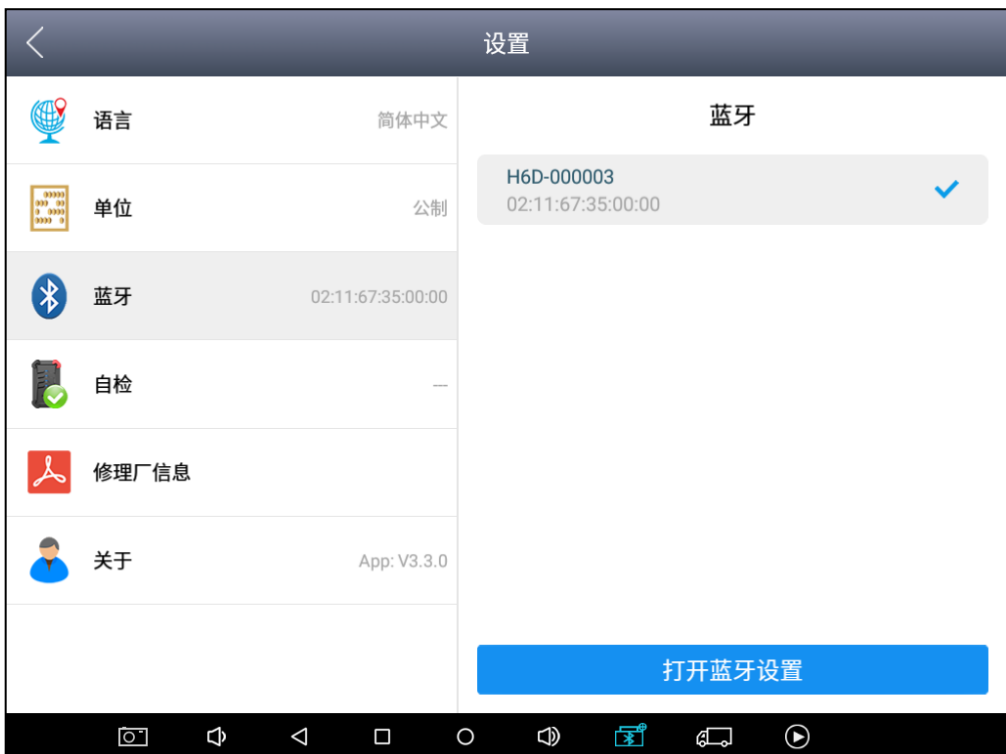 设置
语言 简体中文
单位 公制
蓝牙 02:11:67:35:00:00
自检 ---
修理厂信息
关于 App: V3.3.0
蓝牙
H6D-000003
02:11:67:35:00:00
打开蓝牙设置